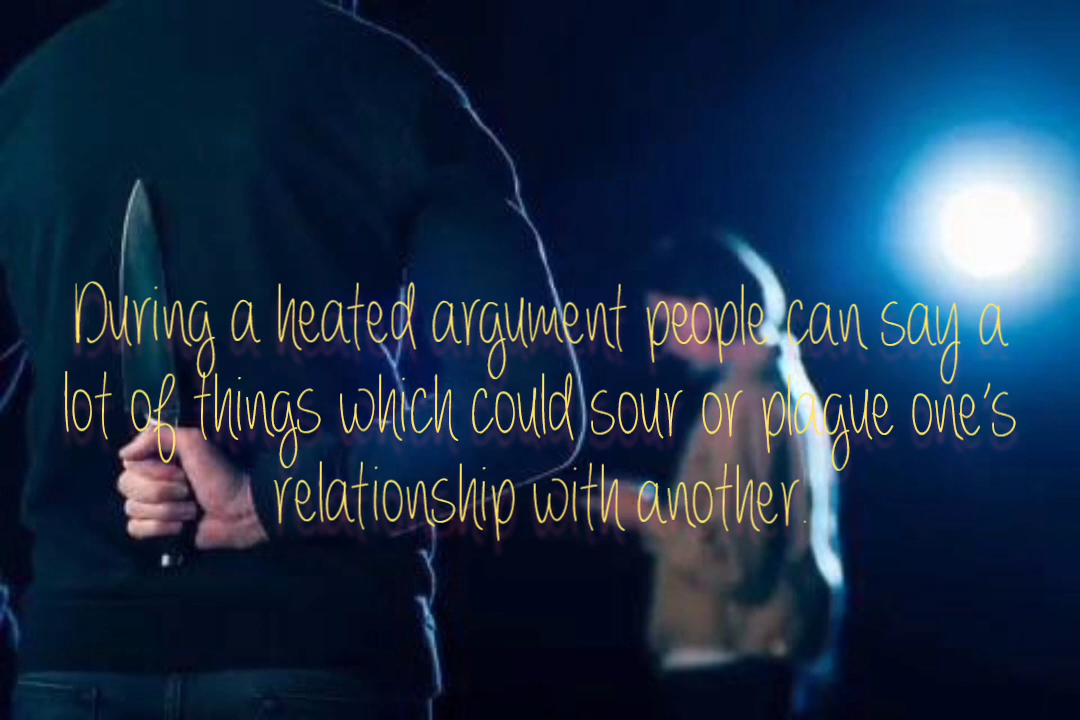 During a heated argument people can say a
lot of things which could sour or plague one's
relationship with another.